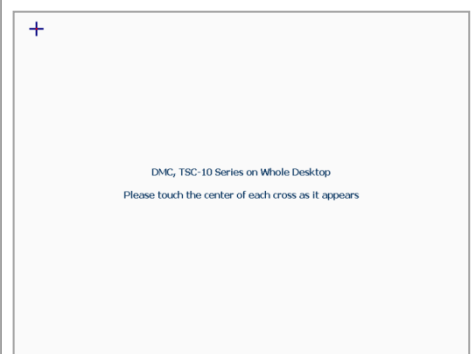 DMC, TSC-10 Series on Whole Desktop
Please touch the center of each cross as it appears